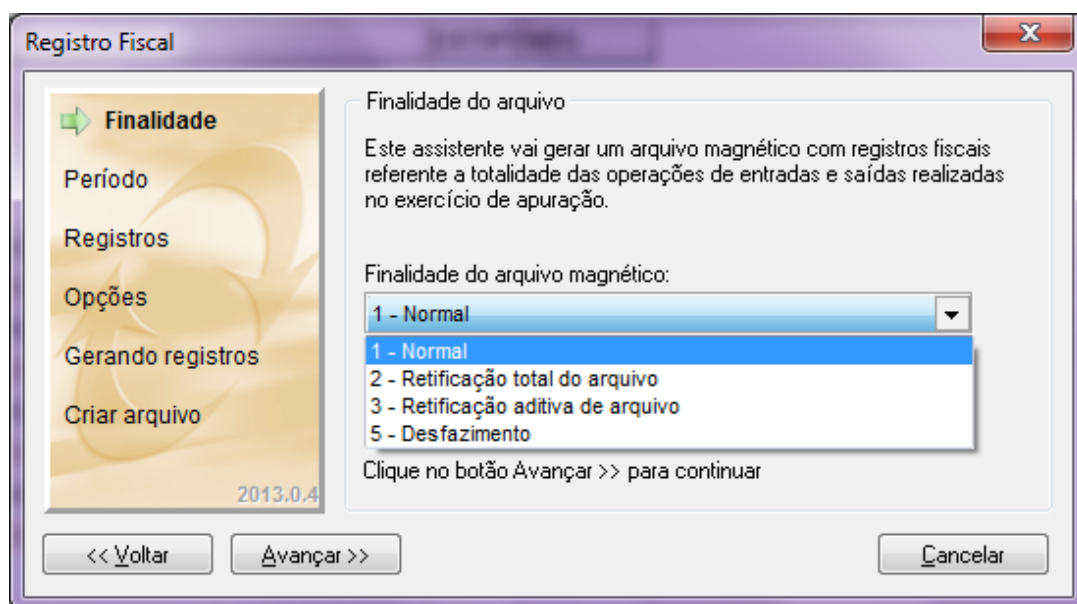 Registro Fiscal
Finalidade
Período
Registros
Opções
Gerando registros
Criar arquivo
2013.0.4
Finalidade do arquivo
Este assistente vai gerar um arquivo magnético com registros fiscais
referente a totalidade das operações de entradas e saídas realizadas
no exercício de apuração.
Finalidade do arquivo magnético:
1 - Normal
1 - Normal
2 - Retificação total do arquivo
3 - Retificação aditiva de arquivo
5 - Desfazimento
Clique no botão Avançar >> para continuar
<< Voltar
Avançar >>
Cancelar